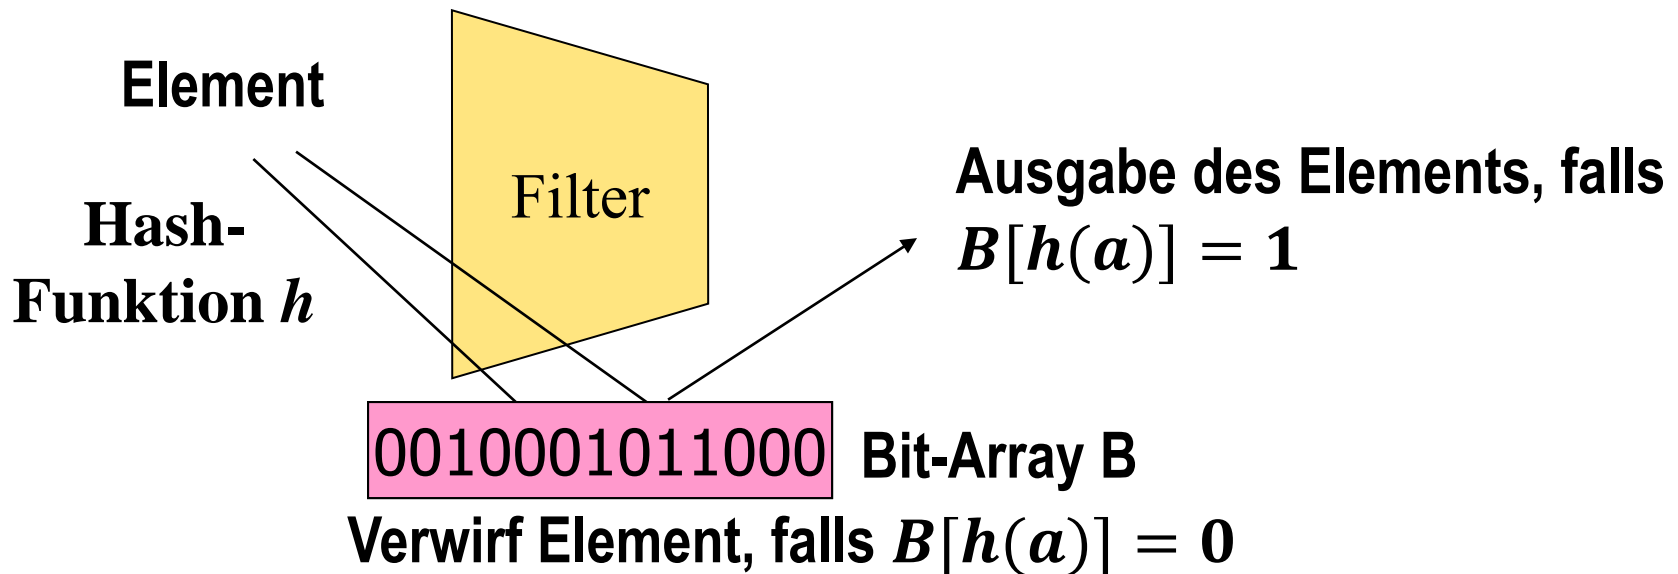 Element
Hash-
Funktion h
Filter
Ausgabe des Elements, falls
B[h(a)] = 1
0010001011000
Bit-Array B
Verwirf Element, falls B[h(a)] = 0